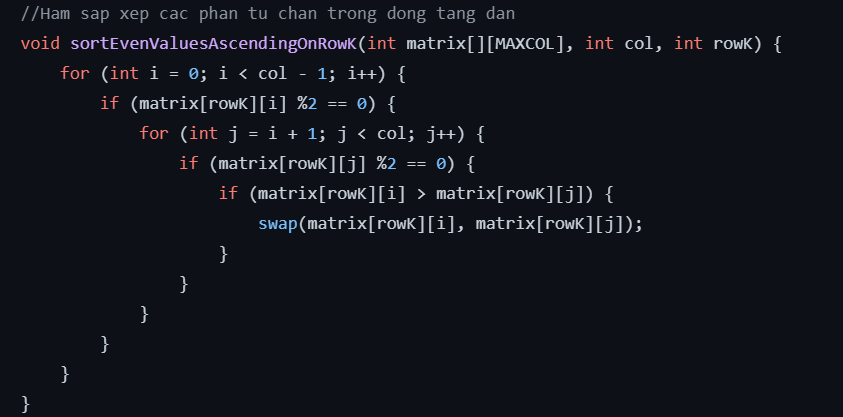 //Ham sap xep cac phan tu chan trong dong tang dan
void sortEvenValuesAscendingOnRowK(int matrix[][MAXCOL], int col, int rowK) {
    for (int i = 0; i < col - 1; i++) {
        if (matrix[rowK][i] %2 == 0) {
            for (int j = i + 1; j < col; j++) {
                if (matrix[rowK][j] %2 == 0) {
                    if (matrix[rowK][i] > matrix[rowK][j]) {
                        swap(matrix[rowK][i], matrix[rowK][j]);
                    }
                }
            }
        }
    }
}